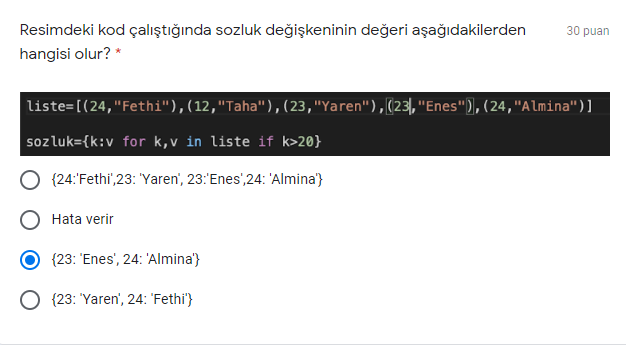 Resimdeki kod çalıştığında sozluk değişkeninin değeri aşağıdakilerden
30 puan
hangisi olur? *
liste=[(24,"Fethi"),(12,"Taha"),(23,"Yaren"),(23,"Enes"),(24,"Almina")]
sozluk={k:v for k,v in liste if k>20}
{24:'Fethi',23: 'Yaren', 23:'Enes',24: 'Almina'}
Hata verir
{23: 'Enes', 24: 'Almina'}
{23: 'Yaren', 24: 'Fethi'}